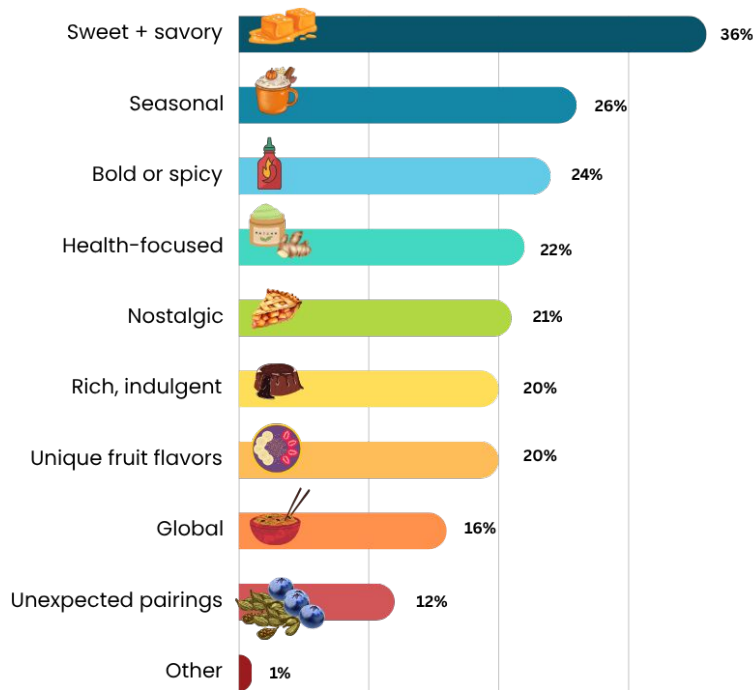 Sweet + savory 36%
Seasonal 26%
Bold or spicy 24%
MATCHA
Health-focused 22%
Nostalgic 21%
Rich, indulgent 20%
Unique fruit flavors 20%
Global 16%
Unexpected pairings 12%
Other 1%